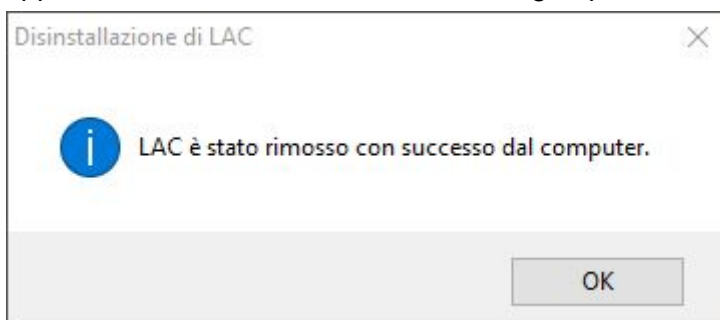 Disinstallazione di LAC
LAC è stato rimosso con successo dal computer.
OK